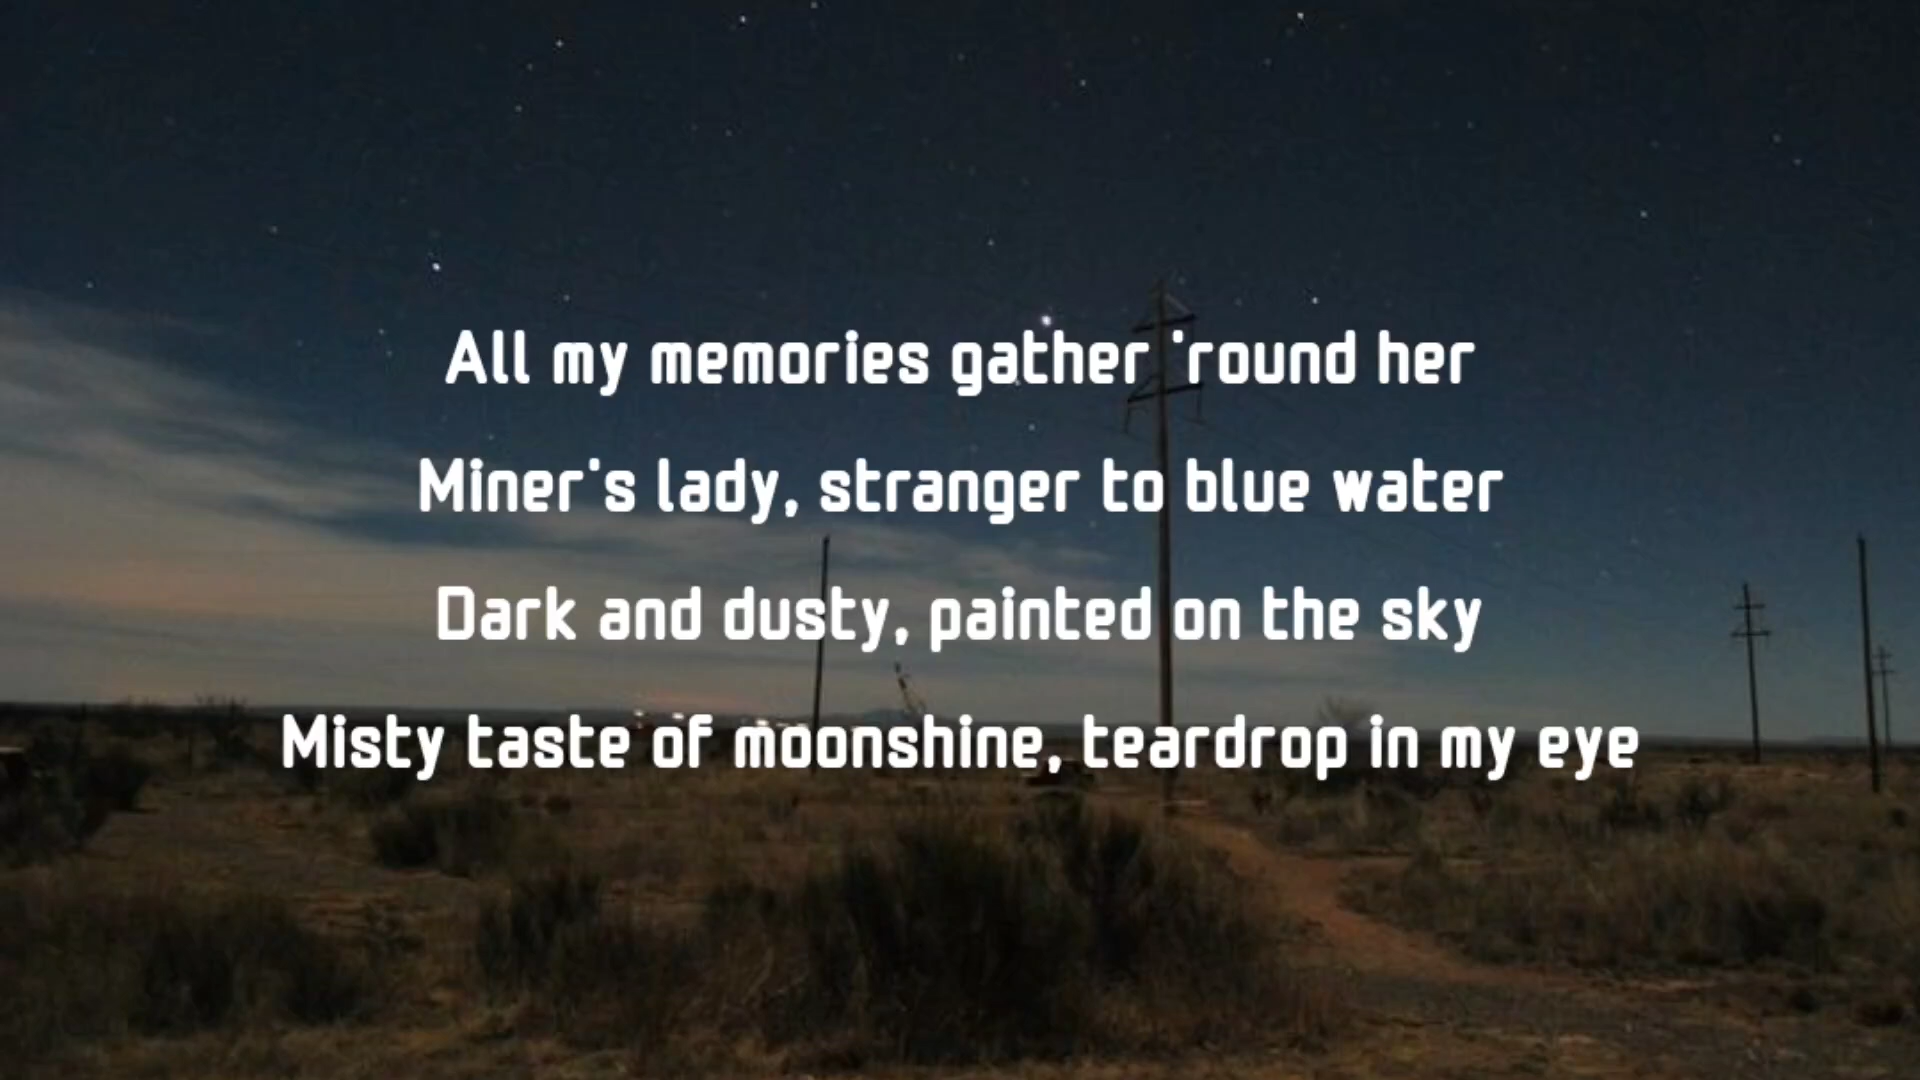 All my memories gather 'round her
Miner's lady, stranger to blue water
Dark and dusty, painted on the sky
Misty taste of moonshine, teardrop in my eye